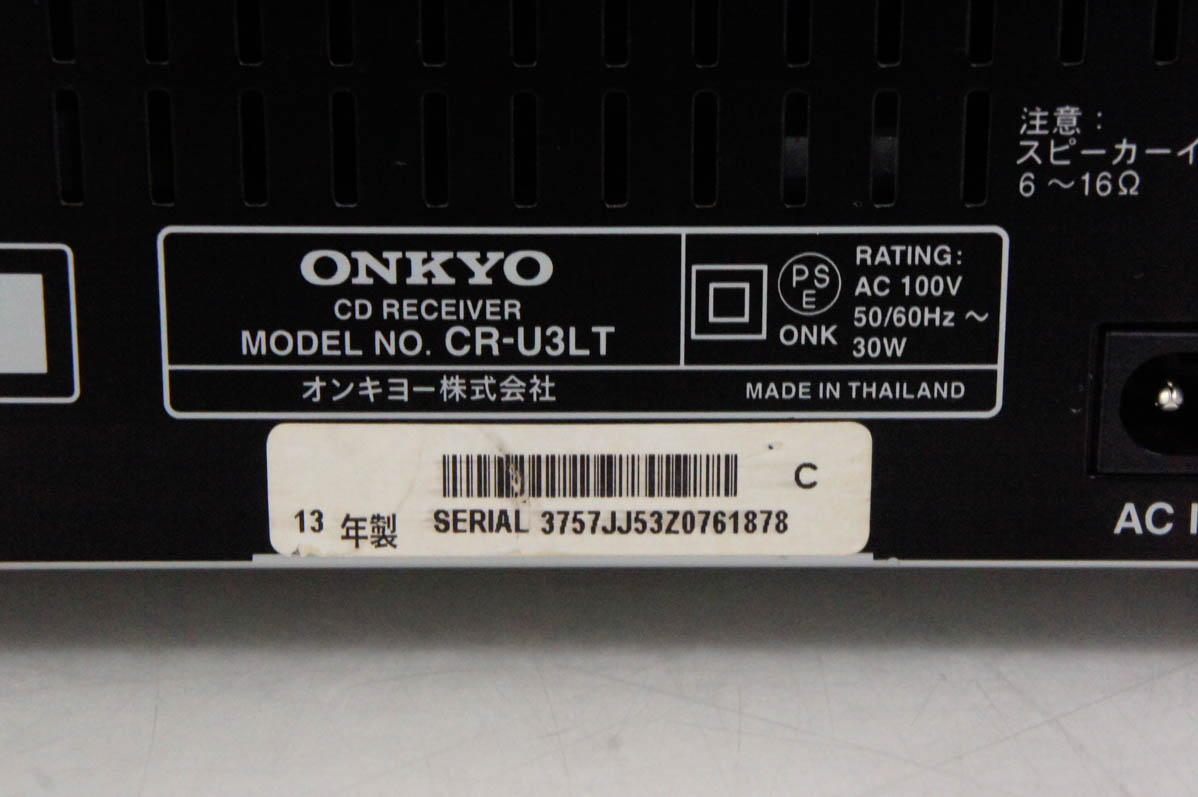 注意：
スピーカーイ
6 ～16Ω
ONKYO
CD RECEIVER
MODEL NO. CR-U3LT
PSE
ONK
RATING:
AC 100V
50/60Hz ～
30W
オンキヨー株式会社
MADE IN THAILAND
C
13 年製
SERIAL 3757JJ53Z0761878
AC I